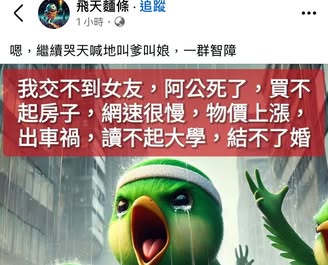 飛天麵條・追蹤
1 小時・
嗯，繼續哭天喊地叫爹叫娘，一群智障
我交不到女友，阿公死了，買不
起房子，網速很慢，物價上漲，
出車禍，讀不起大學，結不了婚